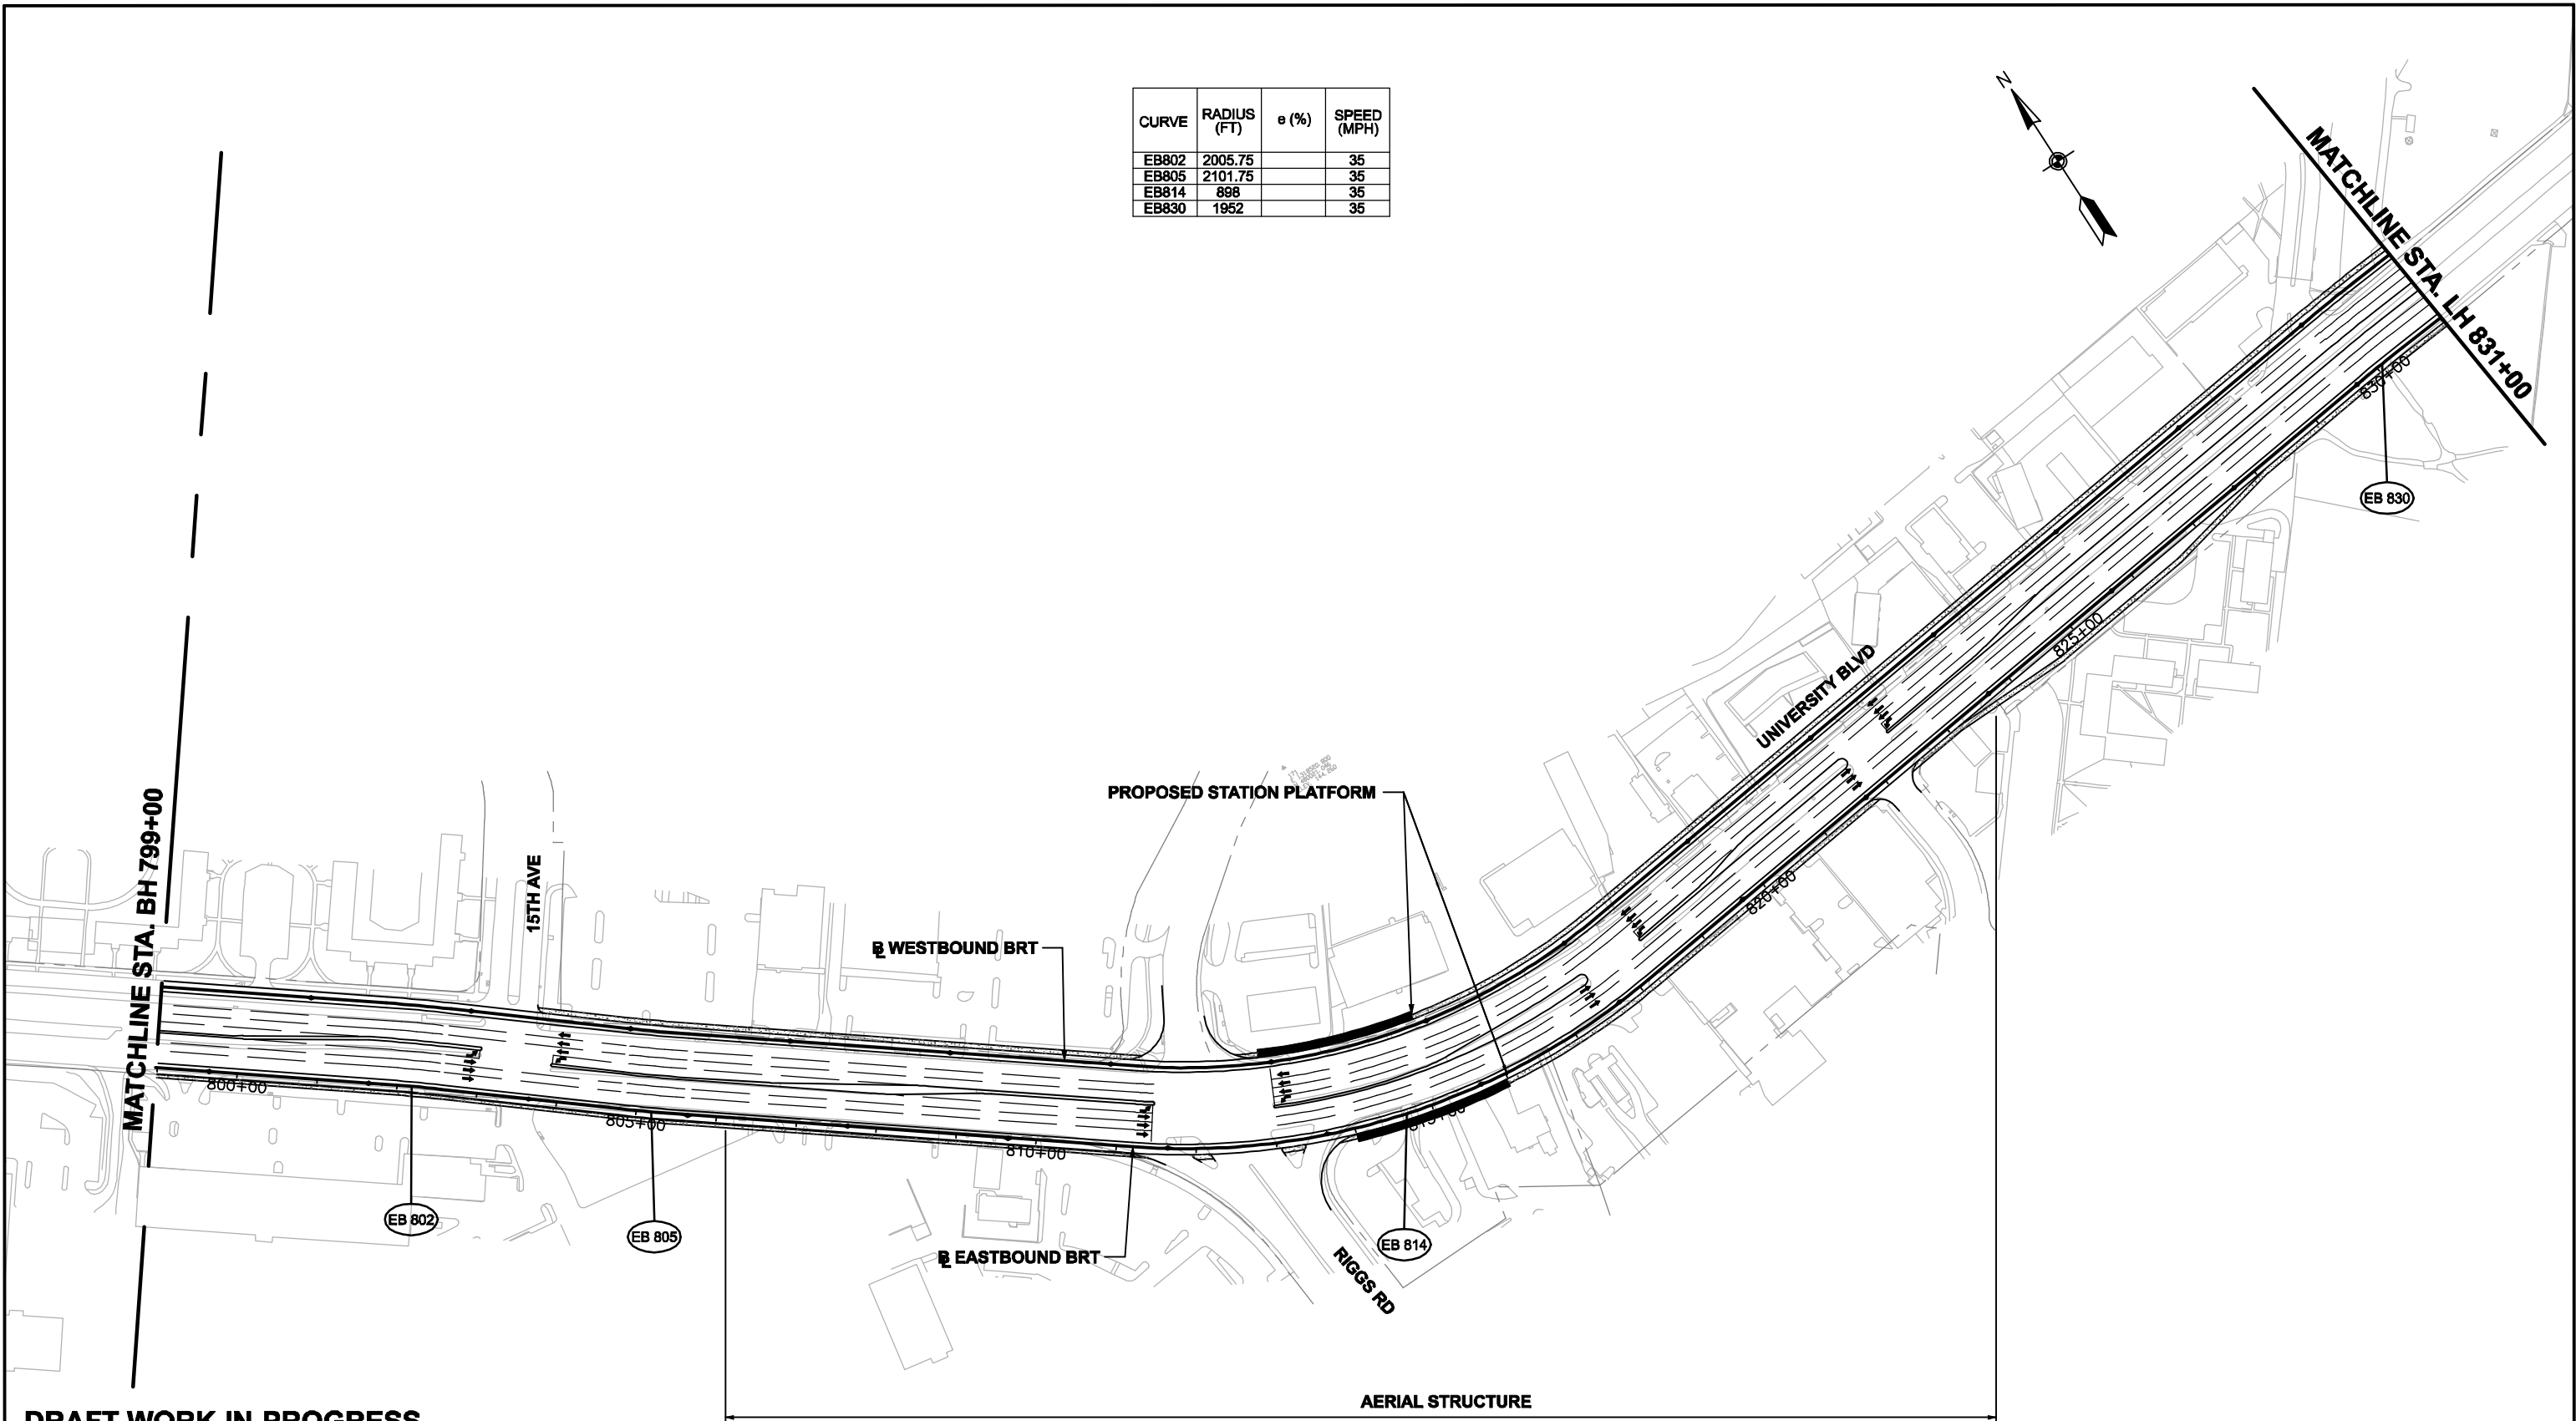 CURVE RADIUS (FT) e (%) SPEED (MPH)
EB802 2005.75 35
EB805 2101.75 35
EB814 898 35
EB830 1952 35
N
MATCHLINE STA. LH 831+00
830+00
EB 830
825+00
UNIVERSITY BLVD
PROPOSED STATION PLATFORM
820+00
MATCHLINE STA. BH 799+00
15TH AVE
℄ WESTBOUND BRT
800+00
805+00
810+00
EB 802
EB 805
℄ EASTBOUND BRT
EB 814
RIGGS RD
AERIAL STRUCTURE
DRAFT WORK IN PROGRESS